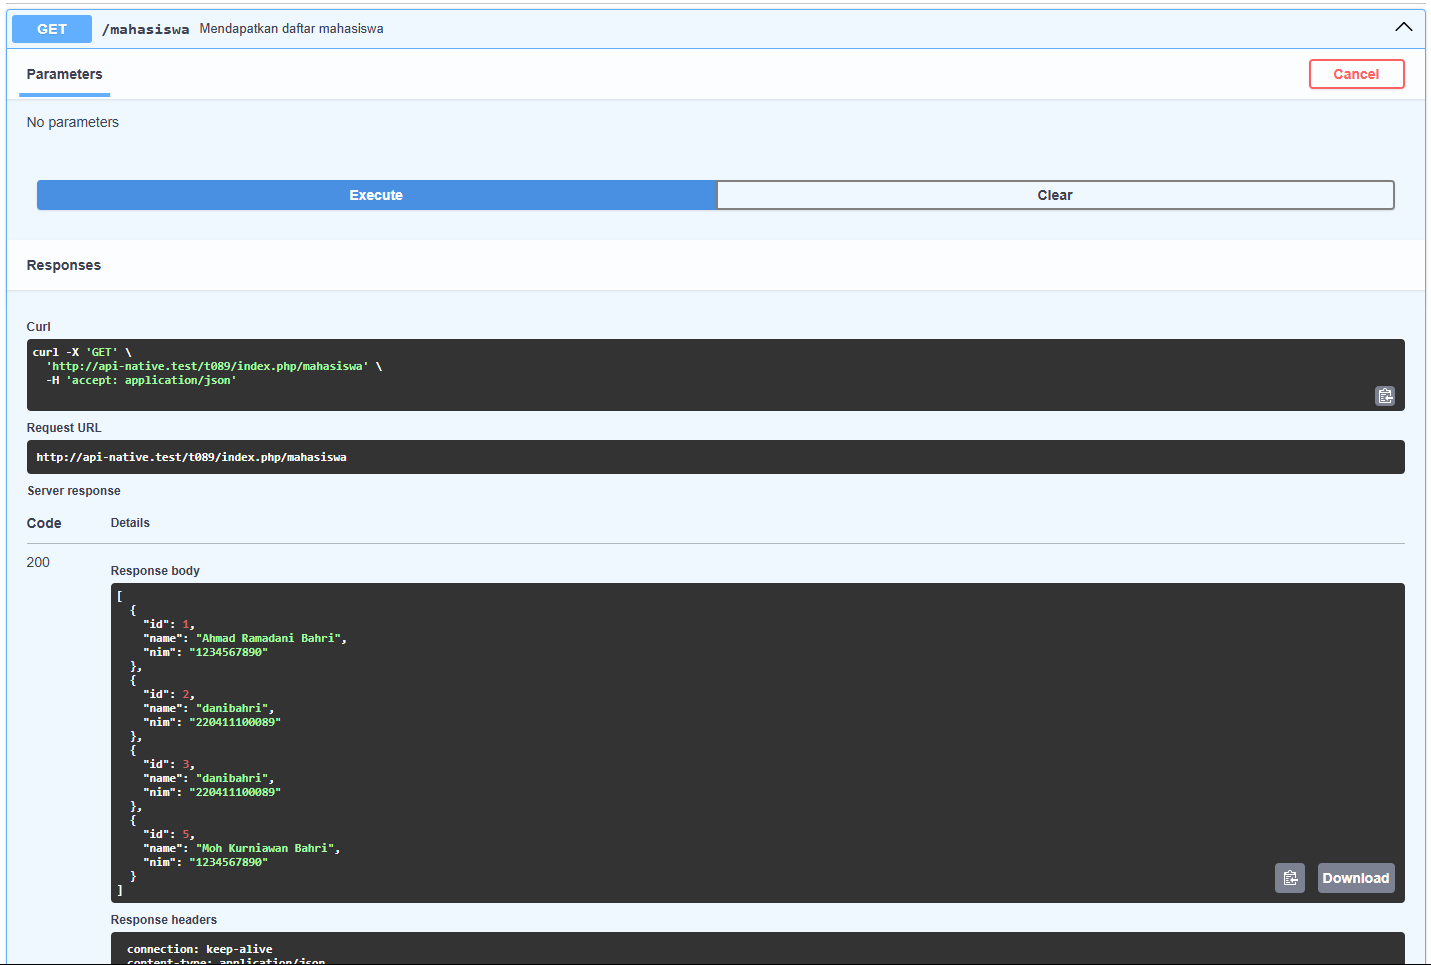 GET /mahasiswa Mendapatkan daftar mahasiswa
Parameters
Cancel
No parameters
Execute
Clear
Responses
Curl
curl -X 'GET' \
  'http://api-native.test/t089/index.php/mahasiswa' \
  -H 'accept: application/json'
Request URL
http://api-native.test/t089/index.php/mahasiswa
Server response
Code Details
200
Response body
[
  {
    "id": 1,
    "name": "Ahmad Ramadani Bahri",
    "nim": "1234567890"
  },
  {
    "id": 2,
    "name": "danibahri",
    "nim": "220411100089"
  },
  {
    "id": 3,
    "name": "danibahri",
    "nim": "220411100089"
  },
  {
    "id": 5,
    "name": "Moh Kurniawan Bahri",
    "nim": "1234567890"
  }
]
Download
Response headers
connection: keep-alive
content-type: application/json